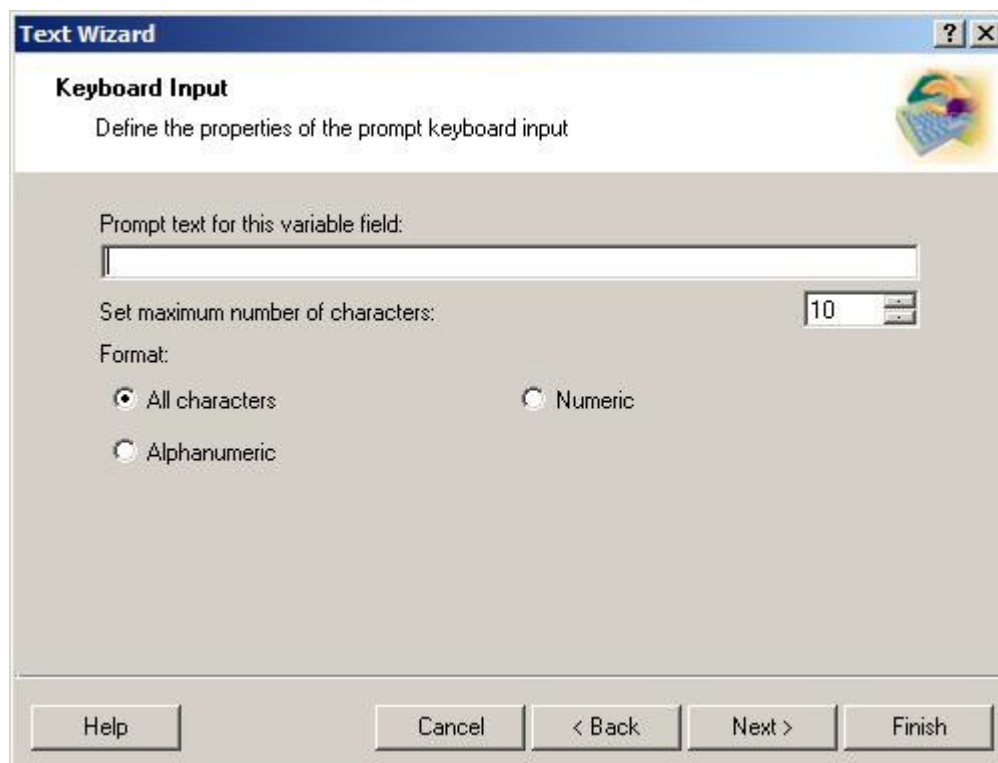 Text Wizard
Keyboard Input
Define the properties of the prompt keyboard input
Prompt text for this variable field:
Set maximum number of characters: 10
Format:
All characters Numeric
Alphanumeric
Help Cancel < Back Next > Finish